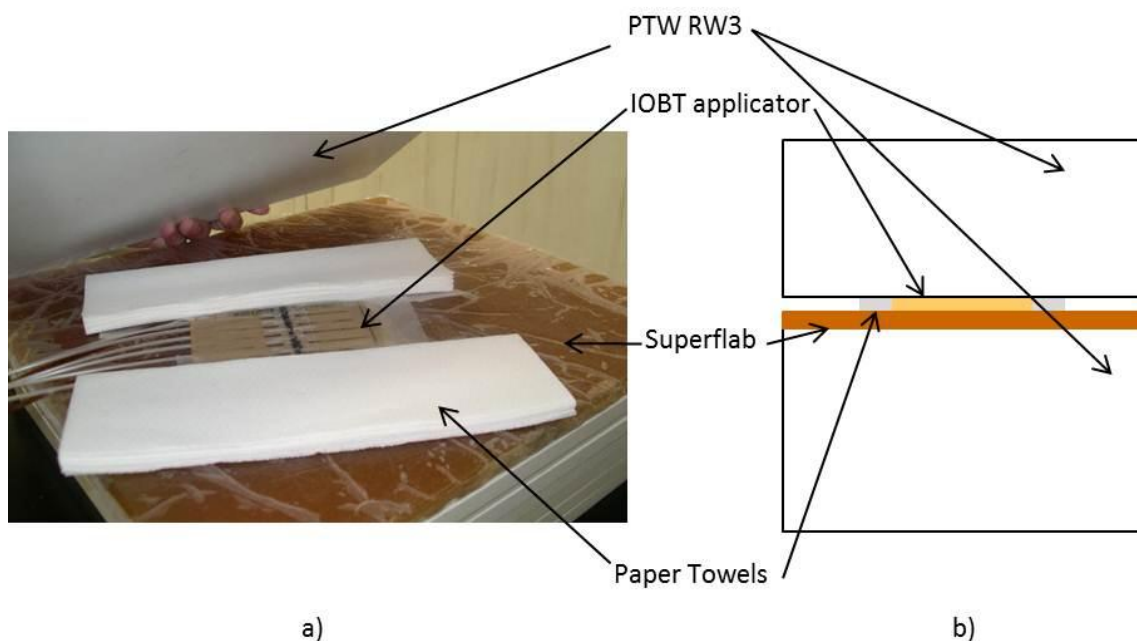 PTW RW3
IOBT applicator
Superflab
Paper Towels
a)
b)